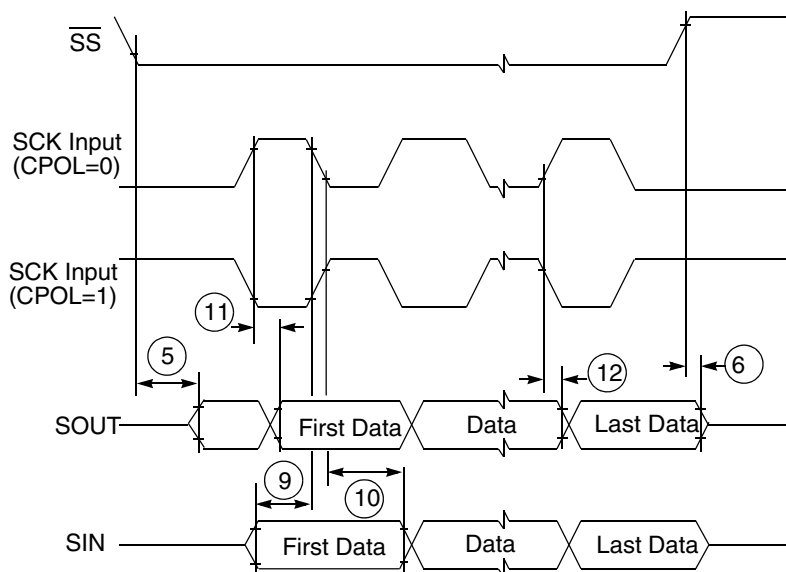 SS
SCK Input
(CPOL=0)
SCK Input
(CPOL=1)
11
5
12
6
SOUT
First Data
Data
Last Data
9
10
SIN
First Data
Data
Last Data